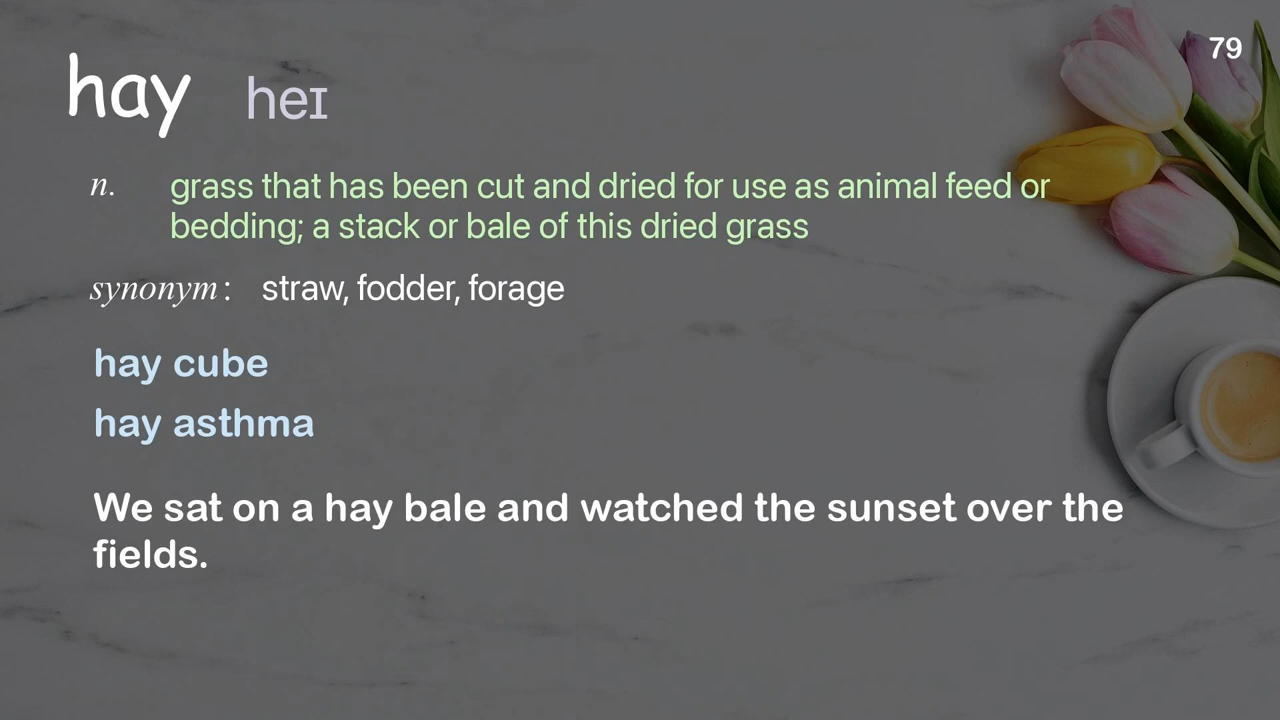 79
hay heɪ
n. grass that has been cut and dried for use as animal feed or
bedding; a stack or bale of this dried grass
synonym: straw, fodder, forage
hay cube
hay asthma
We sat on a hay bale and watched the sunset over the
fields.